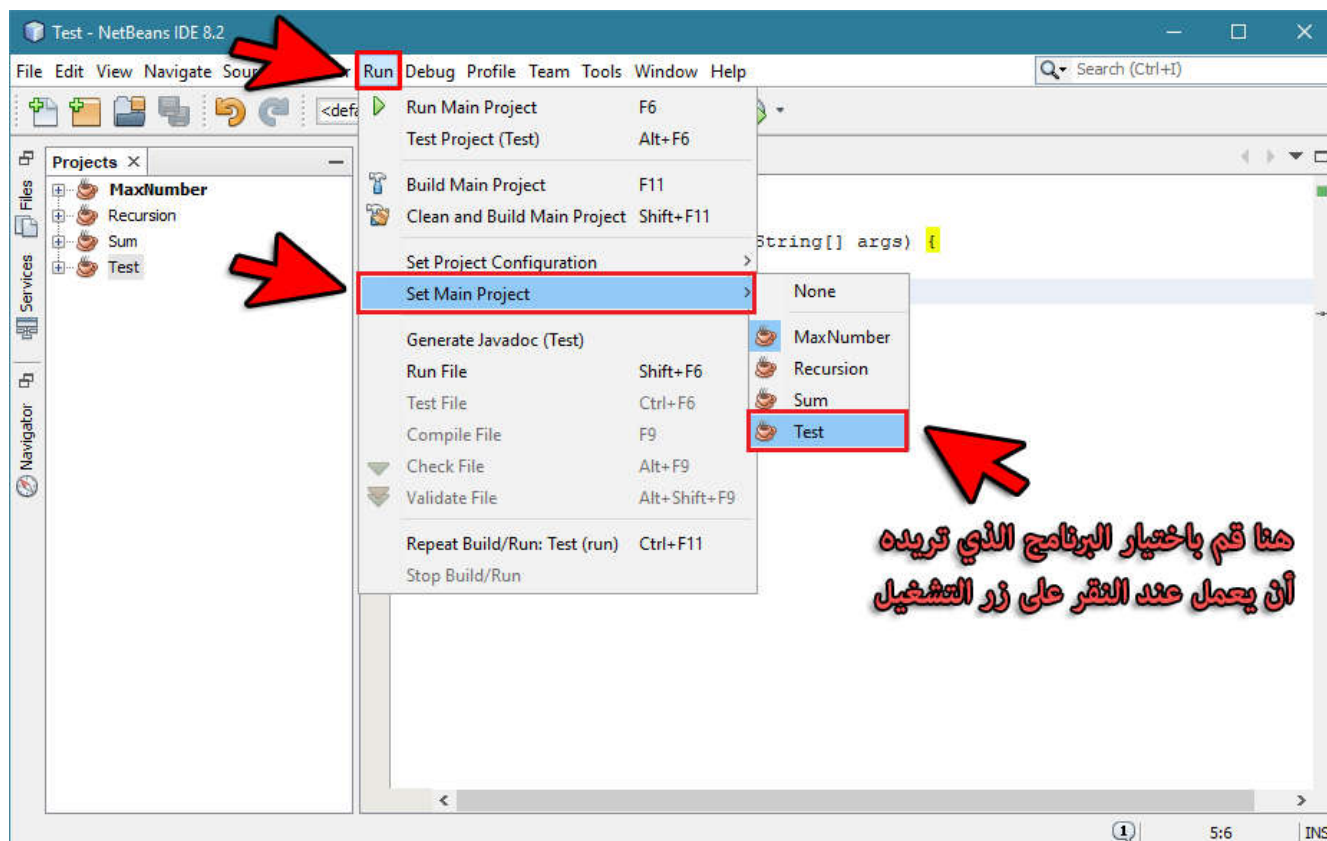 Test - NetBeans IDE 8.2
File Edit View Navigate Run Debug Profile Team Tools Window Help
Search (Ctrl+I)
Projects
MaxNumber
Recursion
Sum
Test
Files
Services
Navigator
Run Main Project F6
Test Project (Test) Alt+F6
Build Main Project F11
Clean and Build Main Project Shift+F11
Set Project Configuration
Set Main Project
Generate Javadoc (Test)
Run File Shift+F6
Test File Ctrl+F6
Compile File F9
Check File Alt+F9
Validate File Alt+Shift+F9
Repeat Build/Run: Test (run) Ctrl+F11
Stop Build/Run
None
MaxNumber
Recursion
Sum
Test
String[] args) {
هنا قم باختيار البرنامج الذي تريده
أن يعمل عند النقر على زر التشغيل
1 5:6 INS